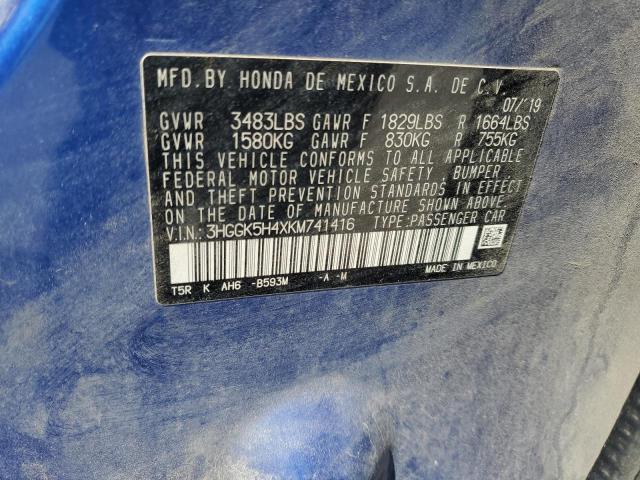 MFD. BY HONDA DE MEXICO S.A. DE C.V.
07/'19
GVWR 3483LBS GAWR F 1829LBS R 1664LBS
GVWR 1580KG GAWR F 830KG R 755KG
THIS VEHICLE CONFORMS TO ALL APPLICABLE
FEDERAL MOTOR VEHICLE SAFETY, BUMPER,
AND THEFT PREVENTION STANDARDS IN EFFECT
ON THE DATE OF MANUFACTURE SHOWN ABOVE.
V.I.N.: 3HGGK5H4XKM741416 TYPE: PASSENGER CAR
MADE IN MEXICO
T5R K AH6 -B593M -A -M